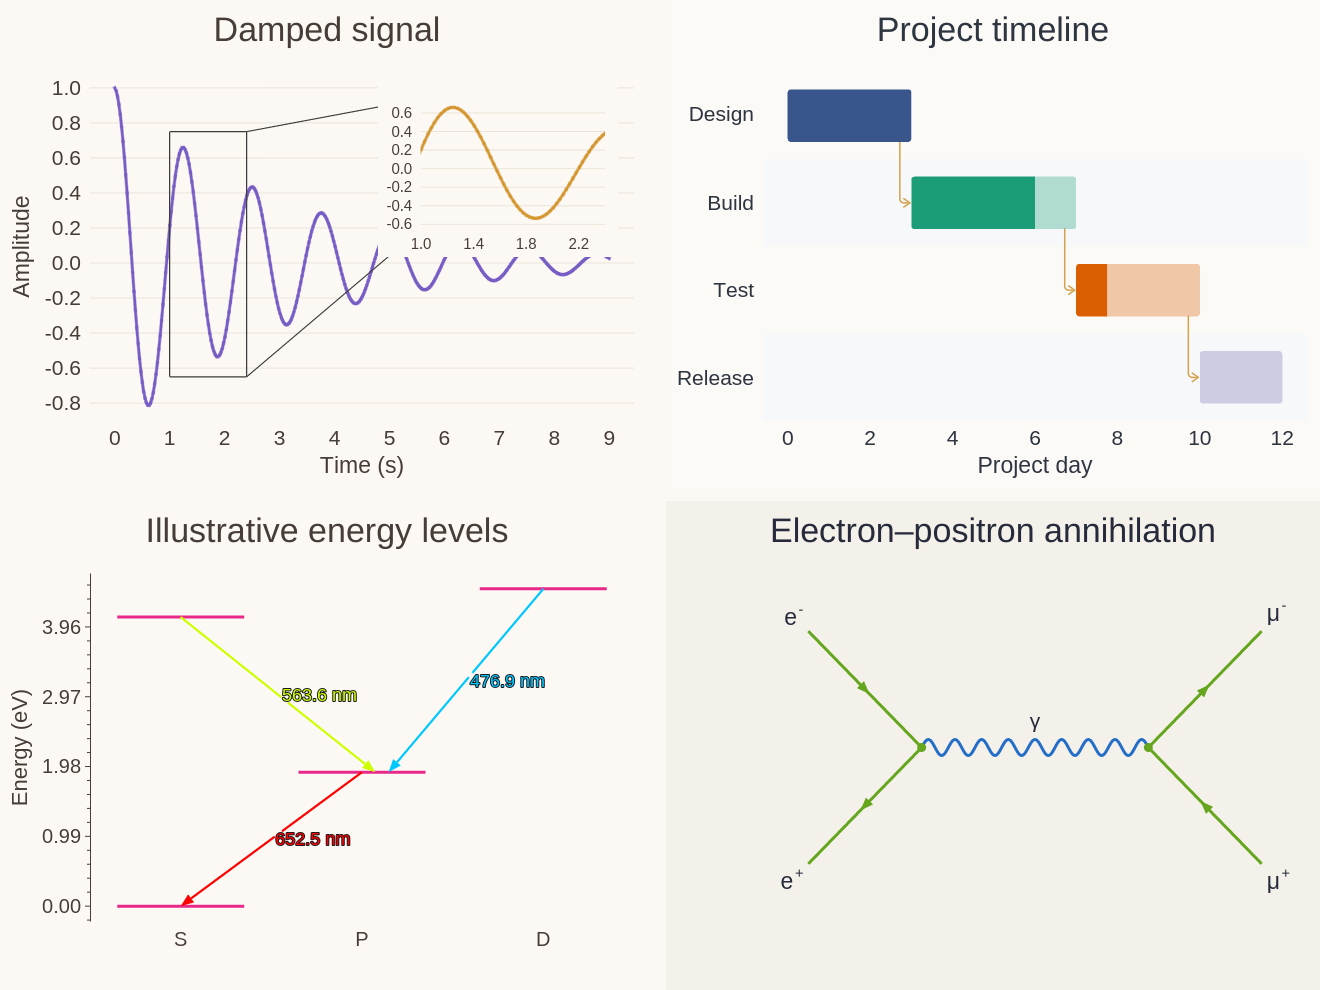 Damped signal
1.0
0.8
0.6
0.4
0.2
0.0
-0.2
-0.4
-0.6
-0.8
Amplitude
0 1 2 3 4 5 6 7 8 9
Time (s)
0.6
0.4
0.2
0.0
-0.2
-0.4
-0.6
1.0 1.4 1.8 2.2
Project timeline
Design
Build
Test
Release
0 2 4 6 8 10 12
Project day
Illustrative energy levels
3.96
2.97
1.98
0.99
0.00
Energy (eV)
563.6 nm
476.9 nm
652.5 nm
S P D
Electron–positron annihilation
e-
μ-
γ
e+
μ+